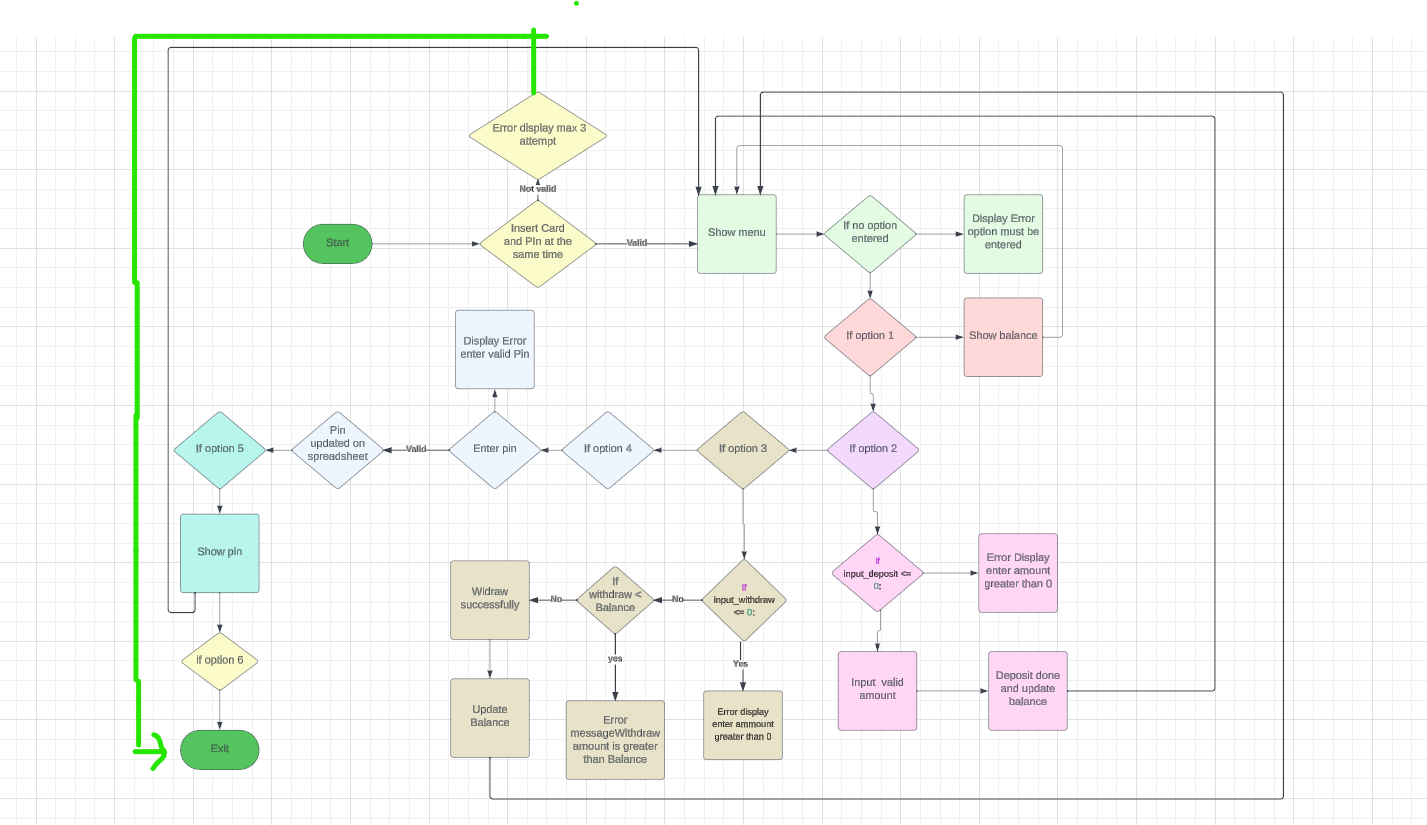 Error display max 3
attempt
Not valid
Start
Insert Card
and PIn at the
same time
Valid
Show menu
If no option
entered
Display Error
option must be
entered
Display Error
enter valid PIn
If option 1
Show balance
If option 5
Pin
updated on
spreadsheet
Valid
Enter pin
If option 4
If option 3
If option 2
Show pin
Widraw
successfully
No
If
withdraw <
Balance
No
If
input_withdraw
<= 0:
If
input_deposit <=
0:
Error Display
enter amount
greater than 0
if option 6
yes
Yes
Input valid
amount
Deposit done
and update
balance
Exit
Update
Balance
Error
messageWithdraw
amount is greater
than Balance
Error display
enter ammount
greater than 0